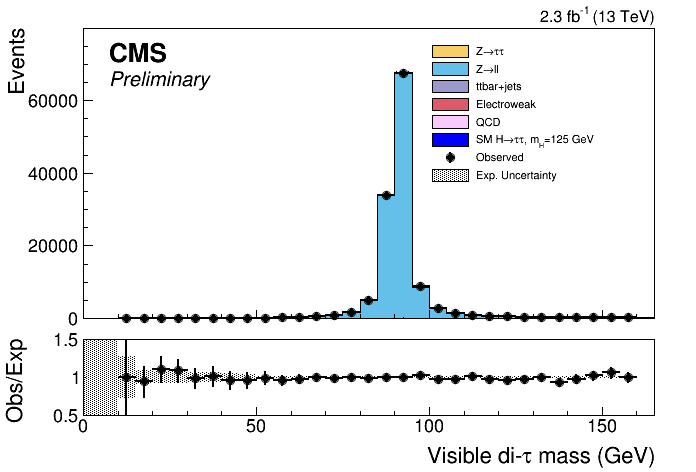 2.3 fb⁻¹ (13 TeV)
Events
CMS
Preliminary
Z→ττ
Z→ll
ttbar+jets
Electroweak
QCD
SM H→ττ, m_H=125 GeV
Observed
Exp. Uncertainty
60000
40000
20000
0
Obs/Exp
1.5
1
0.5
0 50 100 150
Visible di-τ mass (GeV)